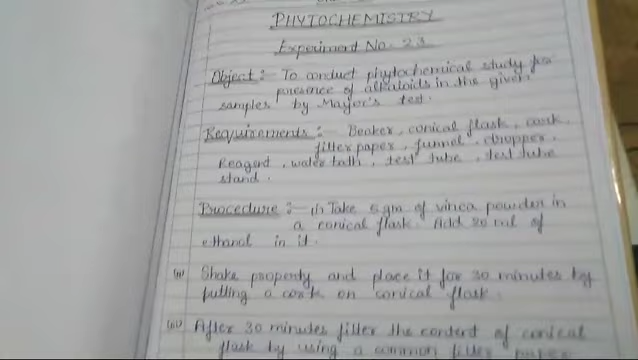 PHYTOCHEMISTRY
Experiment No. 23
Object :- To conduct phytochemical study for
presence of alkaloids in the given
samples by Mayor's test.
Requirements :- Beaker, conical flask, cork,
filter paper, funnel, dropper,
Reagent, water bath, test tube, test tube
stand.
Procedure :- (i) Take 5 gm of vinca powder in
a conical flask. Add 20 ml of
ethanol in it.
(ii) Shake property and place it for 30 minutes by
putting a cork on conical flask.
(iii) After 30 minutes filter the content of conical
flask by using a common filter